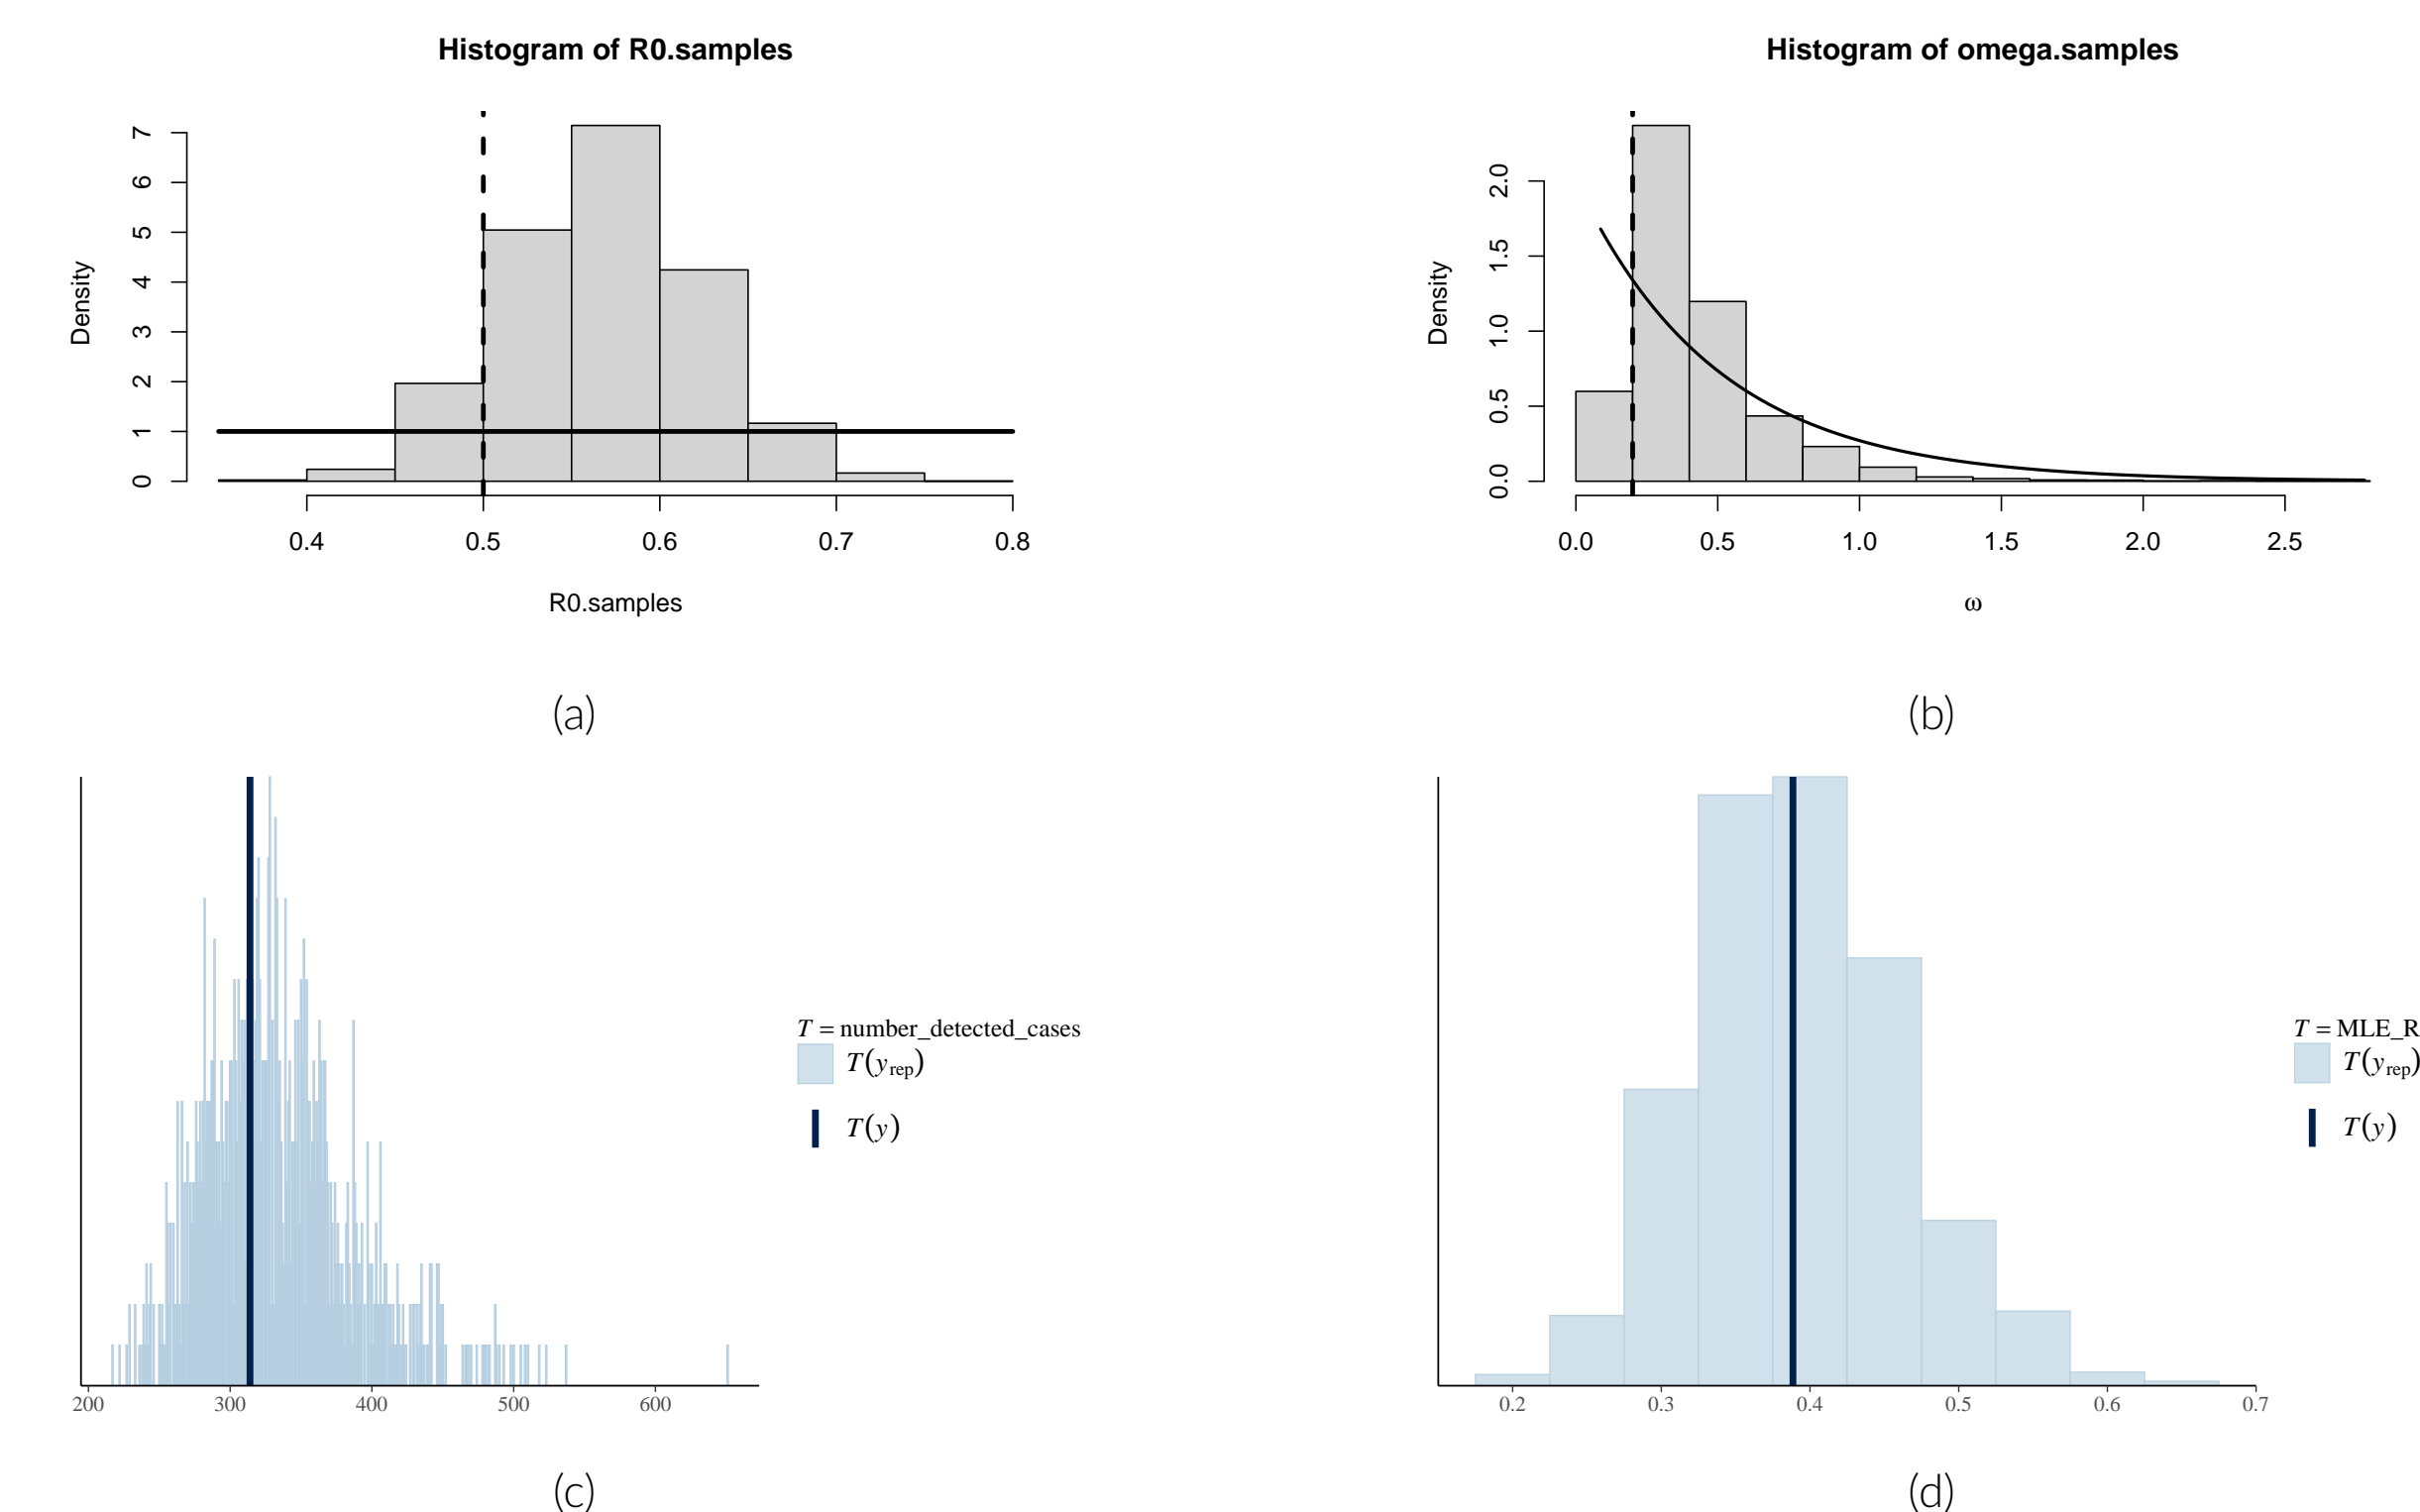 Histogram of R0.samples
Density
0 1 2 3 4 5 6 7
0.4 0.5 0.6 0.7 0.8
R0.samples
(a)
Histogram of omega.samples
Density
0.0 0.5 1.0 1.5 2.0
0.0 0.5 1.0 1.5 2.0 2.5
ω
(b)
T = number_detected_cases
T(yrep)
T(y)
200 300 400 500 600
(c)
T = MLE_R
T(yrep)
T(y)
0.2 0.3 0.4 0.5 0.6 0.7
(d)